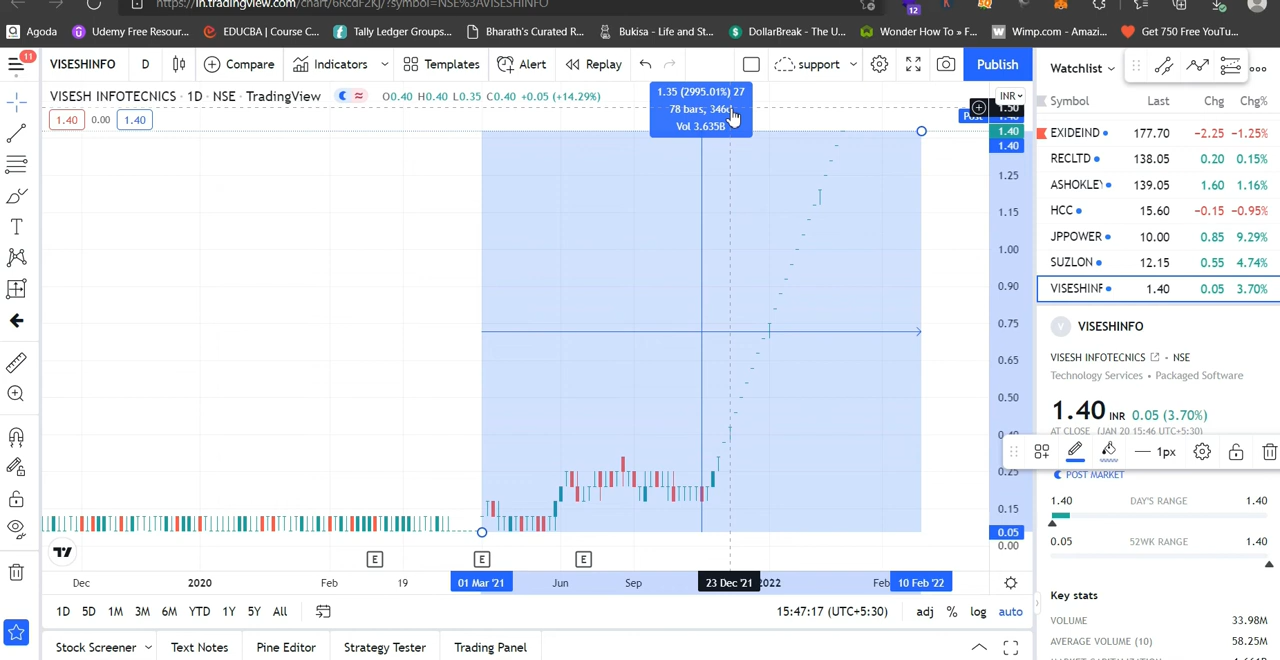 https://in.tradingview.com/chart/6RcdF2Kj/?symbol=NSE%3AVISESHINFO
12
Agoda Udemy Free Resour... EDUCBA | Course C... Tally Ledger Groups... Bharath's Curated R... Bukisa - Life and St... DollarBreak - The U... Wonder How To » F... Wimp.com - Amazi... Get 750 Free YouTu...
11
VISESHINFO D Compare Indicators Templates Alert Replay support Publish
VISESH INFOTECNICS · 1D · NSE · TradingView O0.40 H0.40 L0.35 C0.40 +0.05 (+14.29%)
1.40 0.00 1.40
1.35 (2995.01%) 27
78 bars, 346d
Vol 3.635B
INR
1.50
Post 1.40
1.40
1.40
1.25
1.15
1.00
0.90
0.75
0.65
0.50
0.25
0.15
0.05
0.00
E E E
Dec 2020 Feb 19 01 Mar '21 Jun Sep 23 Dec '21 2022 Feb 10 Feb '22
1D 5D 1M 3M 6M YTD 1Y 5Y All 15:47:17 (UTC+5:30) adj % log auto
Stock Screener Text Notes Pine Editor Strategy Tester Trading Panel
Watchlist
Symbol Last Chg Chg%
EXIDEIND 177.70 −2.25 −1.25%
RECLTD 138.05 0.20 0.15%
ASHOKLEY 139.05 1.60 1.16%
HCC 15.60 −0.15 −0.95%
JPPOWER 10.00 0.85 9.29%
SUZLON 12.15 0.55 4.74%
VISESHINF 1.40 0.05 3.70%
V VISESHINFO
VISESH INFOTECNICS - NSE
Technology Services • Packaged Software
1.40 INR 0.05 (3.70%)
AT CLOSE (JAN 20 15:46 UTC+5:30)
1px
POST MARKET
1.40 DAY'S RANGE 1.40
0.05 52WK RANGE 1.40
Key stats
VOLUME 33.98M
AVERAGE VOLUME (10) 58.25M